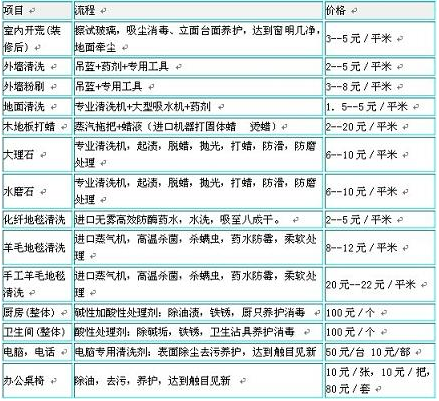 项目 流程 价格
室内开荒(装修后) 擦试玻璃，吸尘消毒、立面台面养护，达到窗明几净，地面牵尘 3--5元/平米
外墙清洗 吊蓝+药剂+专用工具 2--5元/平米
外墙粉刷 吊蓝+专用工具 3--8元/平米
地面清洗 专业清洗机+大型吸水机+药剂 1．5--5元/平米
木地板打蜡 蒸汽拖把+蜡液(进口机器打固体蜡 烫蜡) 2--20元/平米
大理石 专业清洗机，起渍，脱蜡，抛光，打蜡，防滑，防磨处理 6--10元/平米
水磨石 专业清洗机，起渍，脱蜡，抛光，打蜡，防滑，防磨处理 6--10元/平米
化纤地毯清洗 进口无雾高效防酶药水，水洗，吸至八成干。 2--5元/平米
羊毛地毯清洗 进口蒸气机，高温杀菌，杀螨虫，药水防霉，柔软处理 8--12元/平米
手工羊毛地毯清洗 进口蒸气机，高温杀菌，杀螨虫，药水防霉，柔软处理 20元--22元/平米
厨房(整体) 碱性加酸性处理剂：除油渍，铁锈，厨只养护消毒 100元/个
卫生间(整体) 酸性处理剂：除碱垢，铁锈，卫生沽具养护消毒 100元/个
电脑，电话 电脑专用清洗剂：表面除尘去污养护，达到触目见新 50元/台 10元/部
办公桌椅 除油，去污，养护，达到触目见新 10元/张，10元/把，80元/套